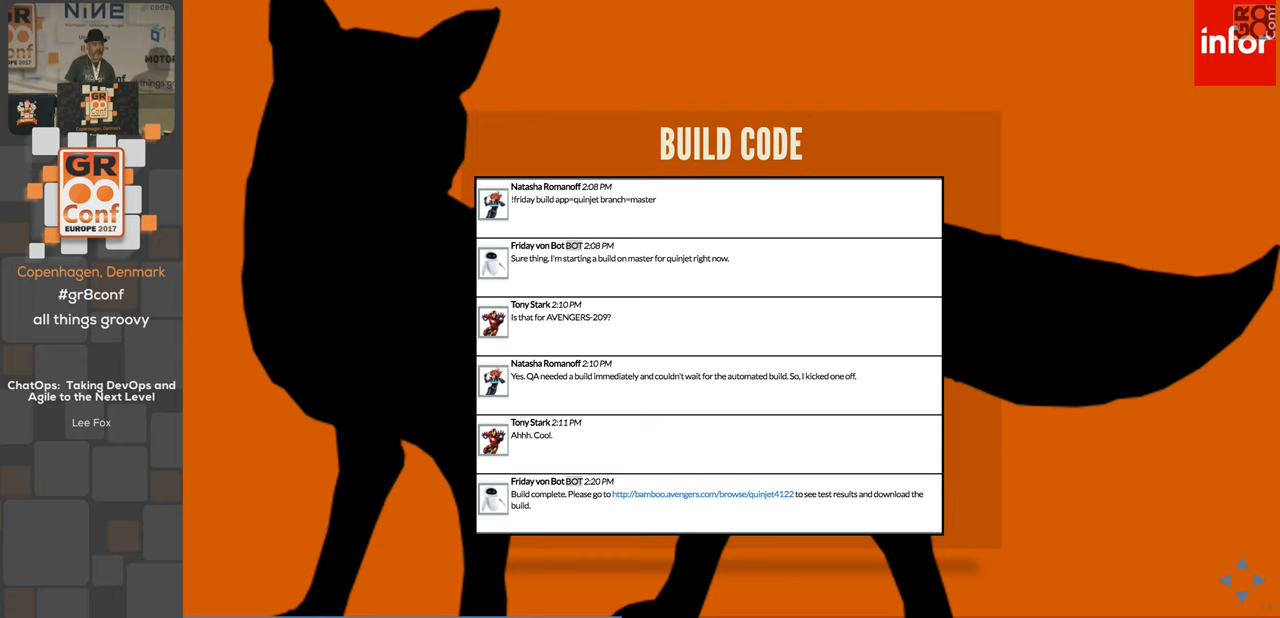 NINE
GR
Conf
EUROPE 2017
Copenhagen, Denmark
#gr8conf
all things groovy
ChatOps: Taking DevOps and
Agile to the Next Level
Lee Fox
infor
BUILD CODE
Natasha Romanoff 2:08 PM
!friday build app=quinjet branch=master
Friday von Bot BOT 2:08 PM
Sure thing. I'm starting a build on master for quinjet right now.
Tony Stark 2:10 PM
Is that for AVENGERS-209?
Natasha Romanoff 2:10 PM
Yes. QA needed a build immediately and couldn't wait for the automated build. So, I kicked one off.
Tony Stark 2:11 PM
Ahhh. Cool.
Friday von Bot BOT 2:20 PM
Build complete. Please go to http://bamboo.avengers.com/browse/quinjet4122 to see test results and download the
build.